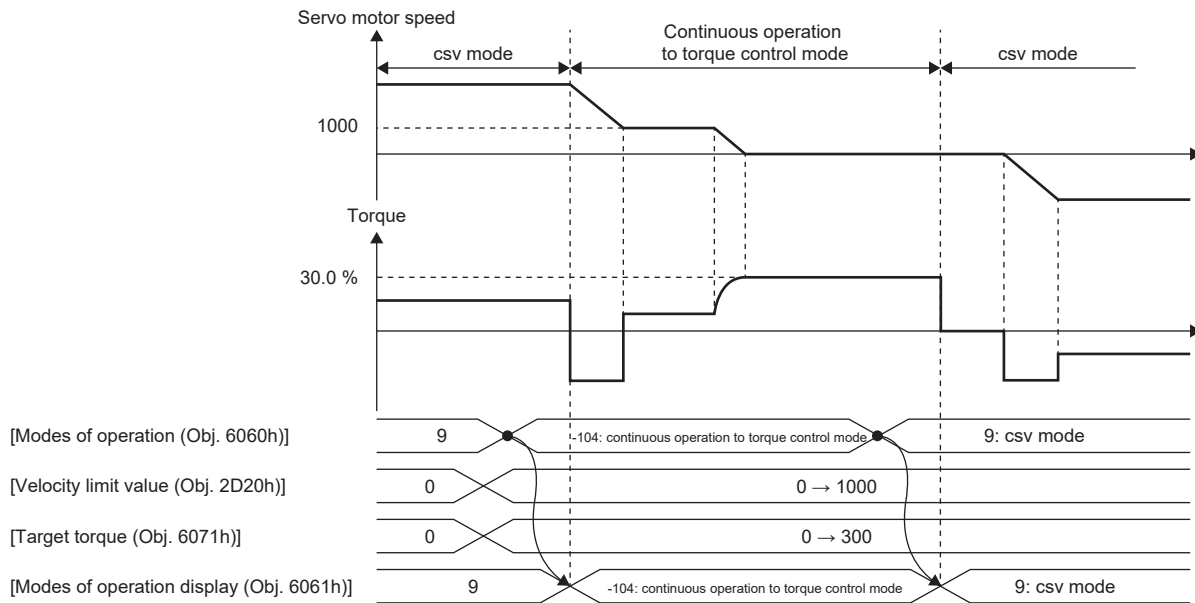 Servo motor speed
Continuous operation
to torque control mode
csv mode
csv mode
1000
Torque
30.0 %
[Modes of operation (Obj. 6060h)]
9
-104: continuous operation to torque control mode
9: csv mode
[Velocity limit value (Obj. 2D20h)]
0
0 → 1000
[Target torque (Obj. 6071h)]
0
0 → 300
[Modes of operation display (Obj. 6061h)]
9
-104: continuous operation to torque control mode
9: csv mode